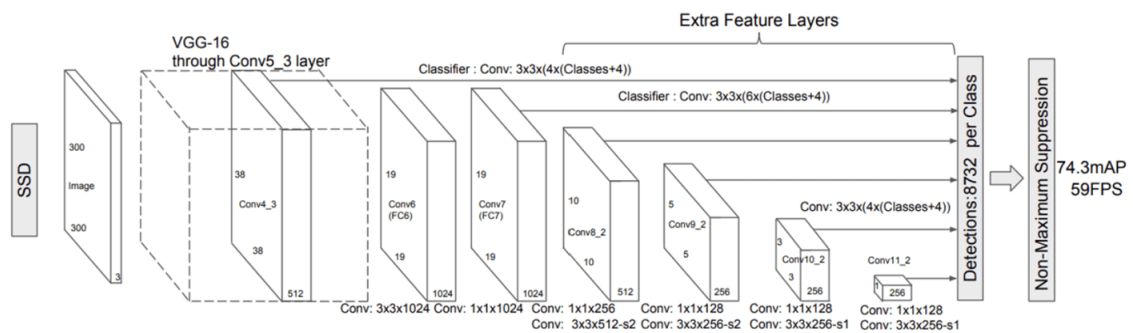 Extra Feature Layers
VGG-16
through Conv5_3 layer
Classifier : Conv: 3x3x(4x(Classes+4))
Classifier : Conv: 3x3x(6x(Classes+4))
SSD
300
Image
300
3
38
Conv4_3
38
512
19
Conv6
(FC6)
19
1024
19
Conv7
(FC7)
19
1024
10
Conv8_2
10
512
5
Conv9_2
5
256
Conv: 3x3x(4x(Classes+4))
3
Conv10_2
3
256
Conv11_2
1
256
Detections:8732 per Class
Non-Maximum Suppression
74.3mAP
59FPS
Conv: 3x3x1024
Conv: 1x1x1024
Conv: 1x1x256
Conv: 3x3x512-s2
Conv: 1x1x128
Conv: 3x3x256-s2
Conv: 1x1x128
Conv: 3x3x256-s1
Conv: 1x1x128
Conv: 3x3x256-s1